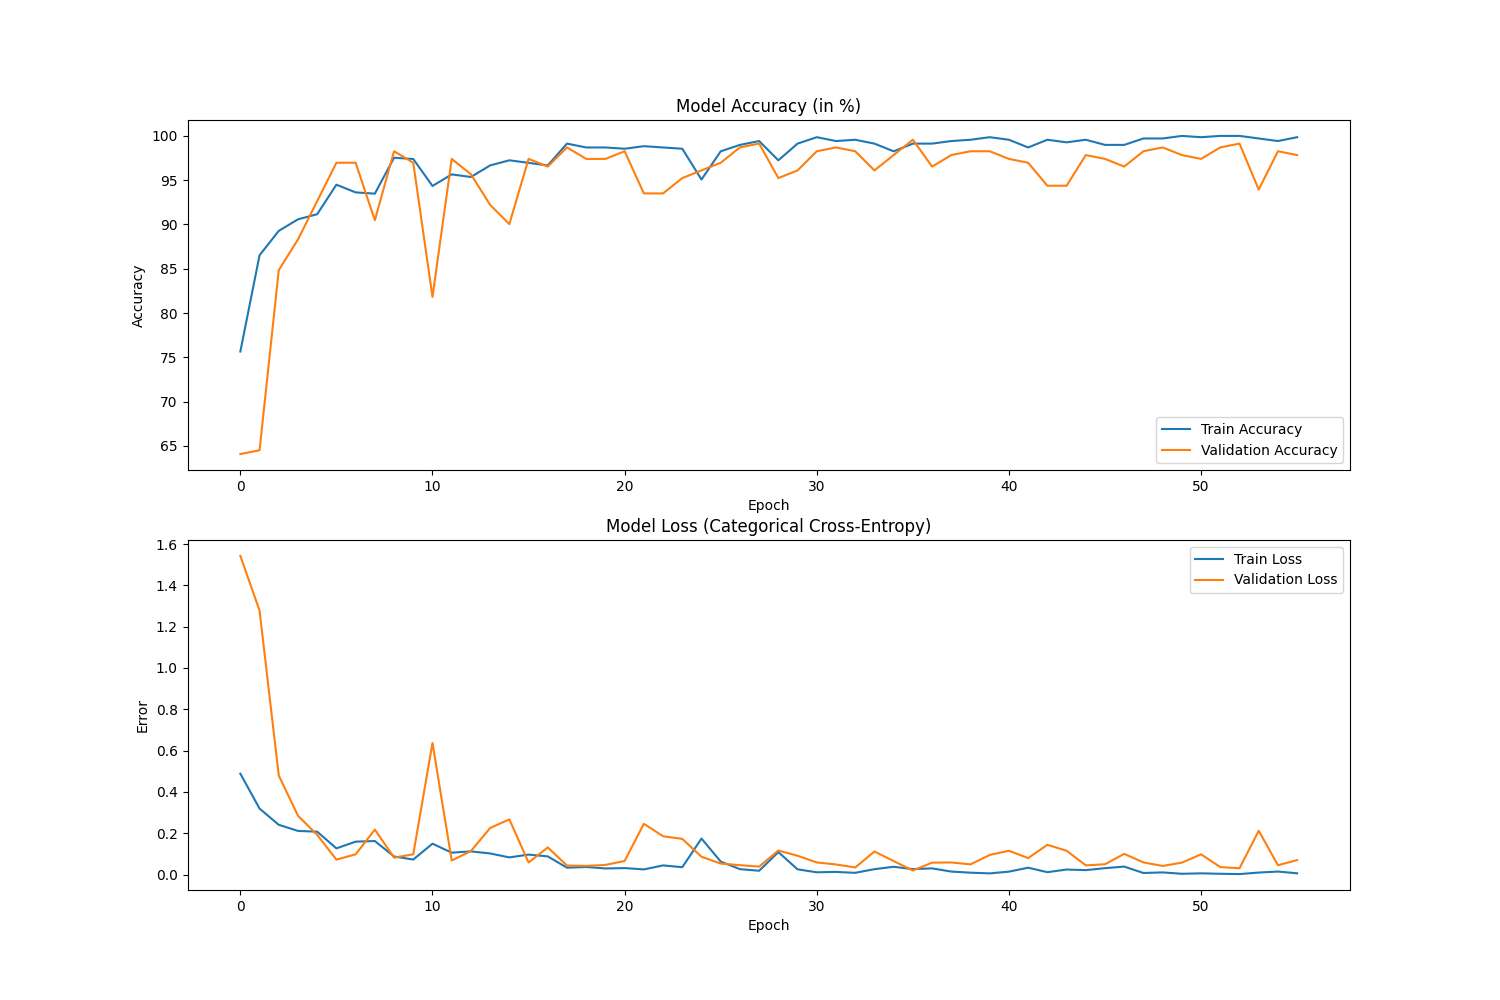 Model Accuracy (in %)
100
95
90
85
80
75
70
65
Accuracy
Train Accuracy
Validation Accuracy
0 10 20 30 40 50
Epoch
Model Loss (Categorical Cross-Entropy)
1.6
1.4
1.2
1.0
0.8
0.6
0.4
0.2
0.0
Error
Train Loss
Validation Loss
0 10 20 30 40 50
Epoch